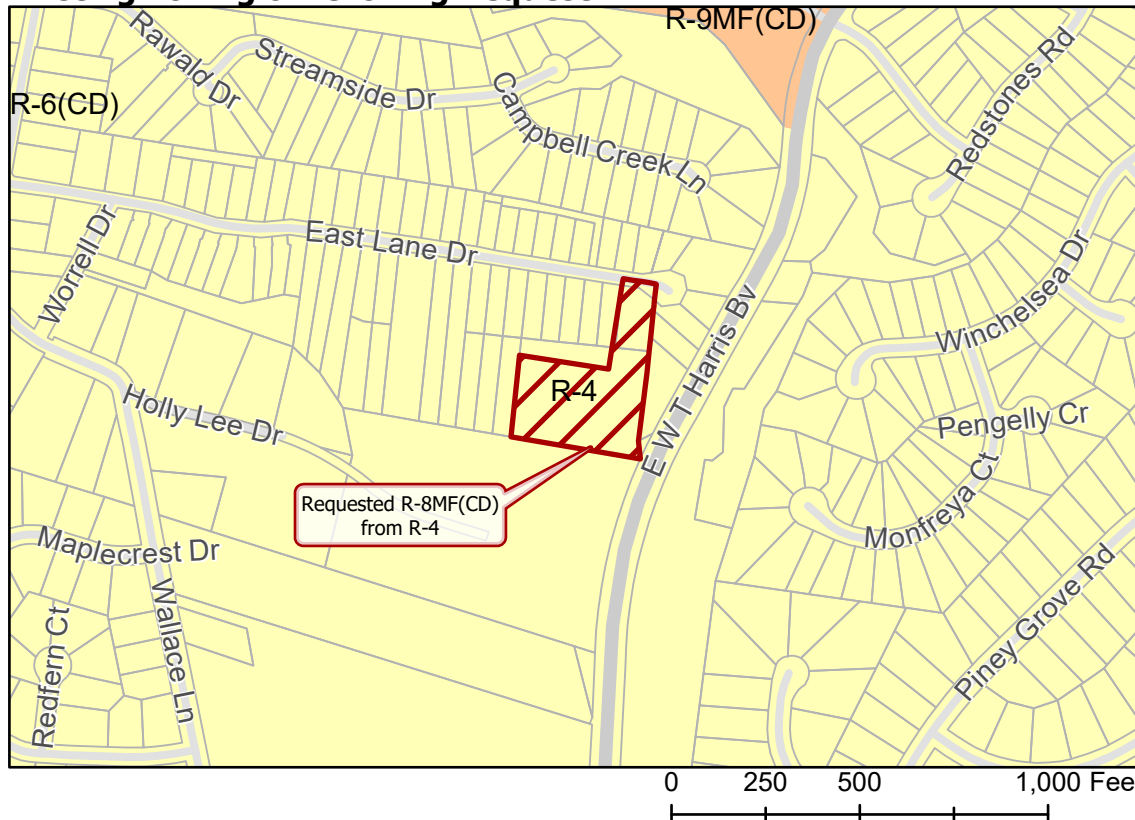 R-9MF(CD)
Rawald Dr
Streamside Dr
Campbell Creek Ln
Redstones Rd
R-6(CD)
Worrell Dr
East Lane Dr
Winchelsea Dr
E W T Harris Bv
R-4
Holly Lee Dr
Pengelly Cr
Monfreya Ct
Requested R-8MF(CD)
from R-4
Maplecrest Dr
Wallace Ln
Redfern Ct
Piney Grove Rd
0 250 500 1,000 Fee